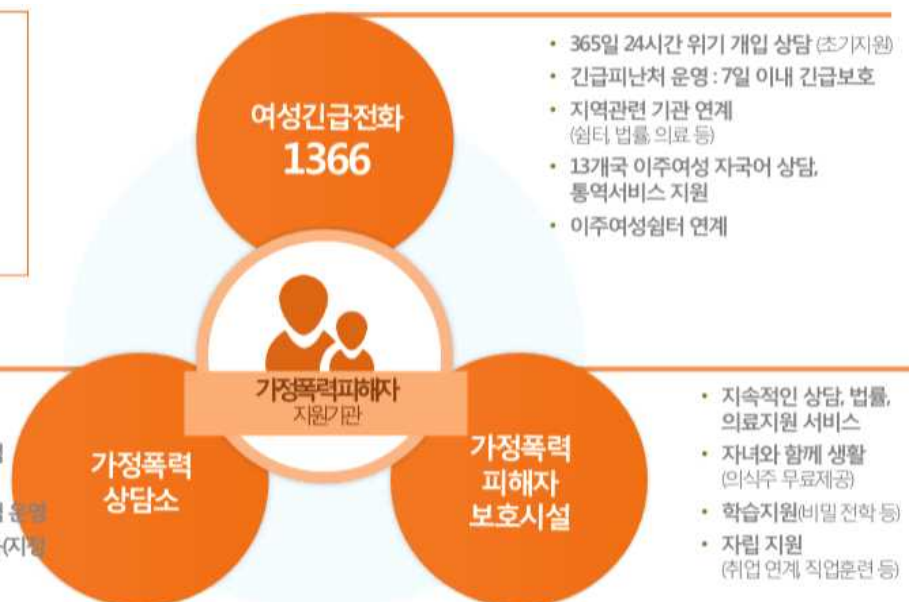 여성긴급전화
1366
• 365일 24시간 위기 개입 상담 (초기지원)
• 긴급피난처 운영 : 7일 이내 긴급보호
• 지역관련 기관 연계
(쉼터, 법률, 의료 등)
• 13개국 이주여성 자국어 상담,
통역서비스 지원
• 이주여성쉼터 연계
가정폭력피해자
지원기관
가정폭력
상담소
운영
(지정
가정폭력
피해자
보호시설
• 지속적인 상담, 법률,
의료지원 서비스
• 자녀와 함께 생활
(의식주 무료제공)
• 학습지원(비밀 전학 등)
• 자립 지원
(취업 연계, 직업훈련 등)